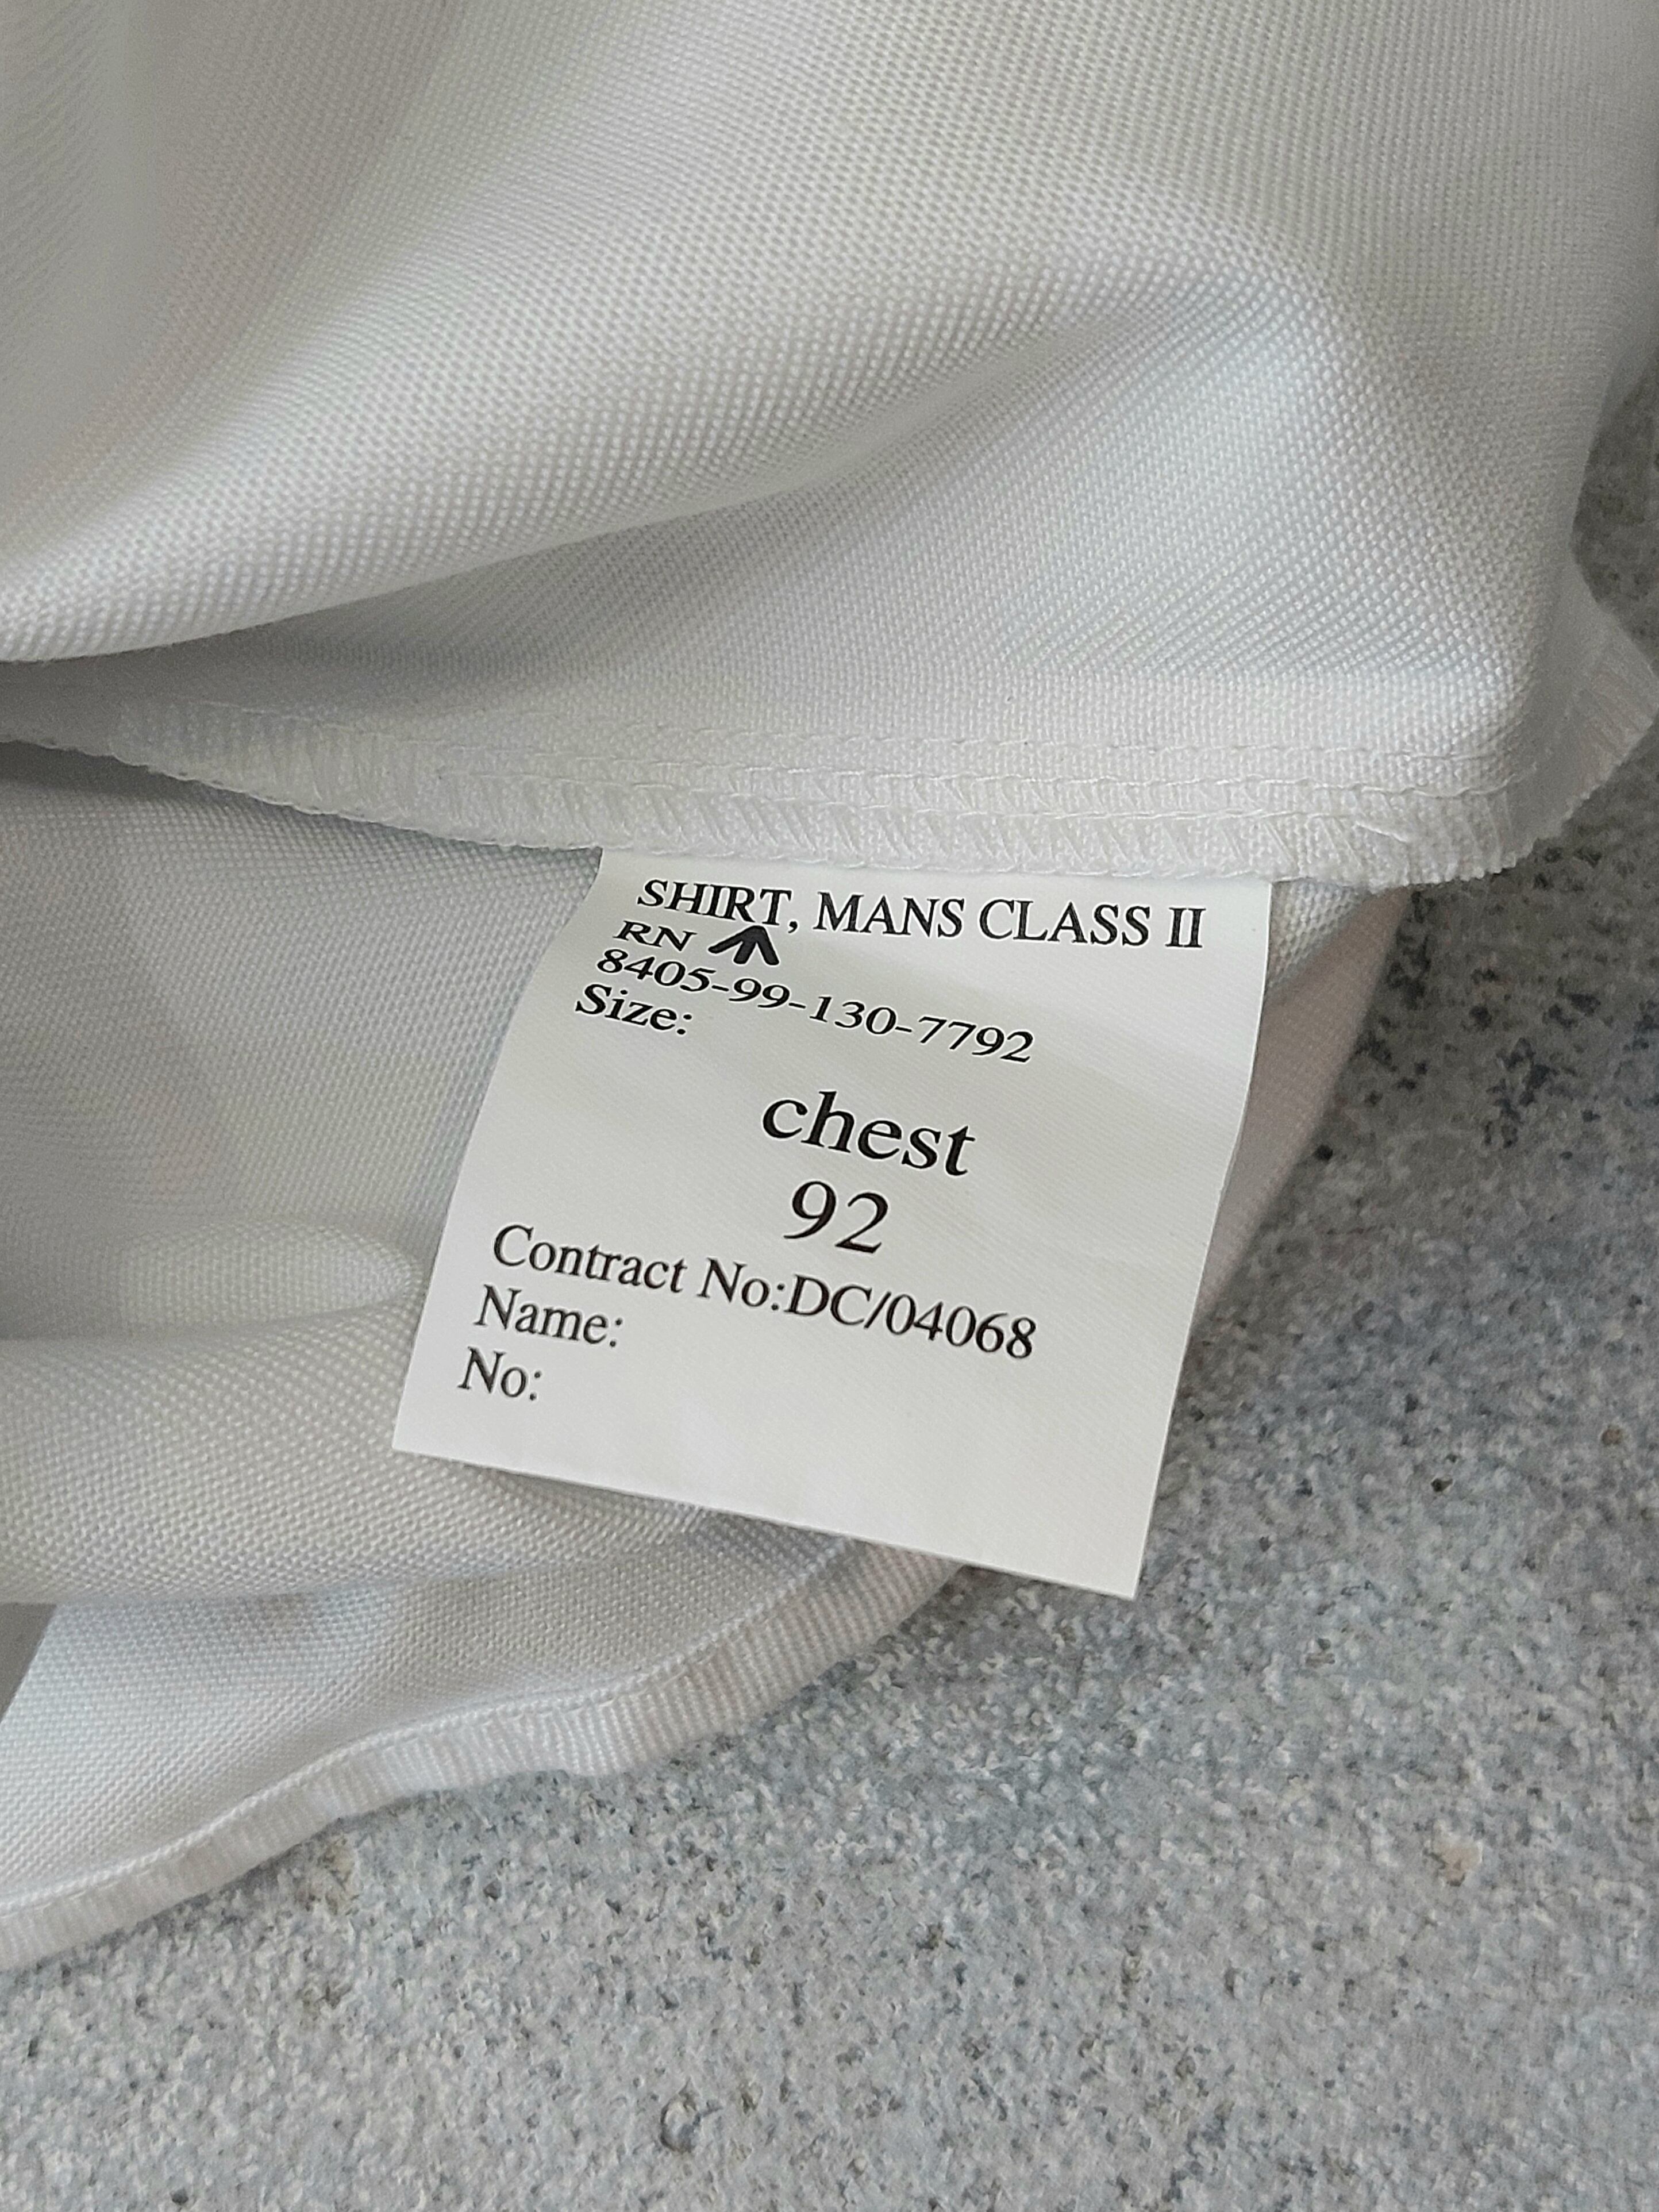 SHIRT, MANS CLASS II
RN
8405-99-130-7792
Size:
chest
92
Contract No:DC/04068
Name:
No: